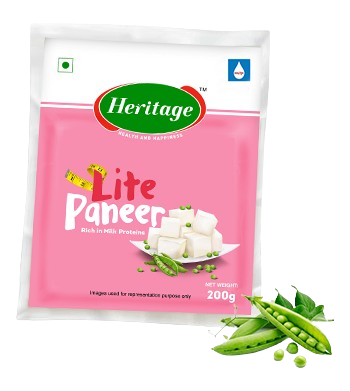 Heritage
TM
HEALTH AND HAPPINESS
Lite
Paneer
Rich in Milk Proteins
NET WEIGHT:
200g
Images used for representation purpose only